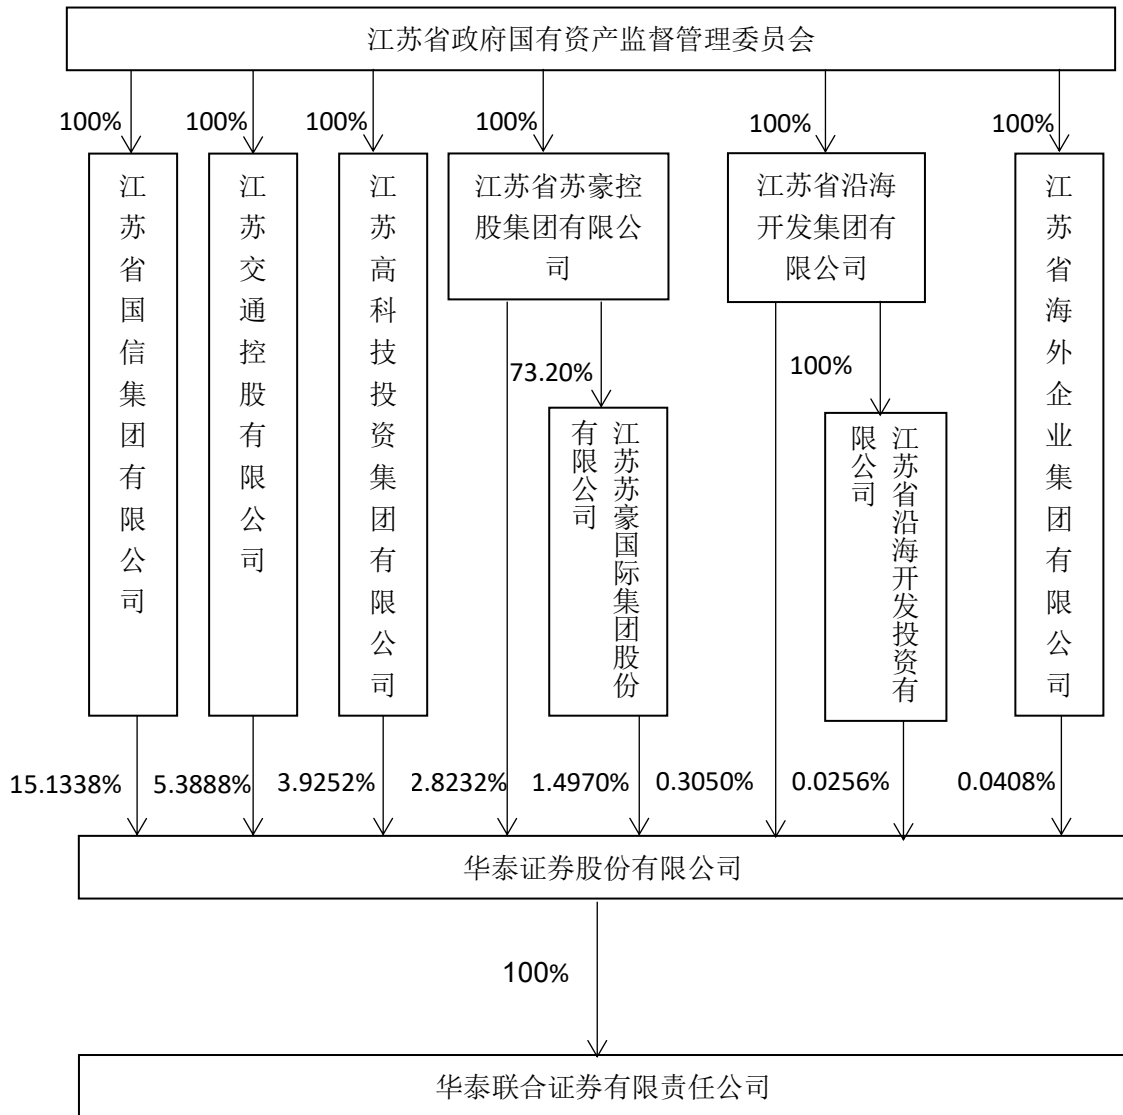 江苏省政府国有资产监督管理委员会
100%
100%
100%
100%
100%
100%
江苏省国信集团有限公司
江苏交通控股有限公司
江苏高科技投资集团有限公司
江苏省苏豪控
股集团有限公
司
江苏省沿海
开发集团有
限公司
江苏省海外企业集团有限公司
73.20%
100%
江苏苏豪国际集团股份
有限公司
江苏省沿海开发投资有
限公司
15.1338%
5.3888%
3.9252%
2.8232%
1.4970%
0.3050%
0.0256%
0.0408%
华泰证券股份有限公司
100%
华泰联合证券有限责任公司